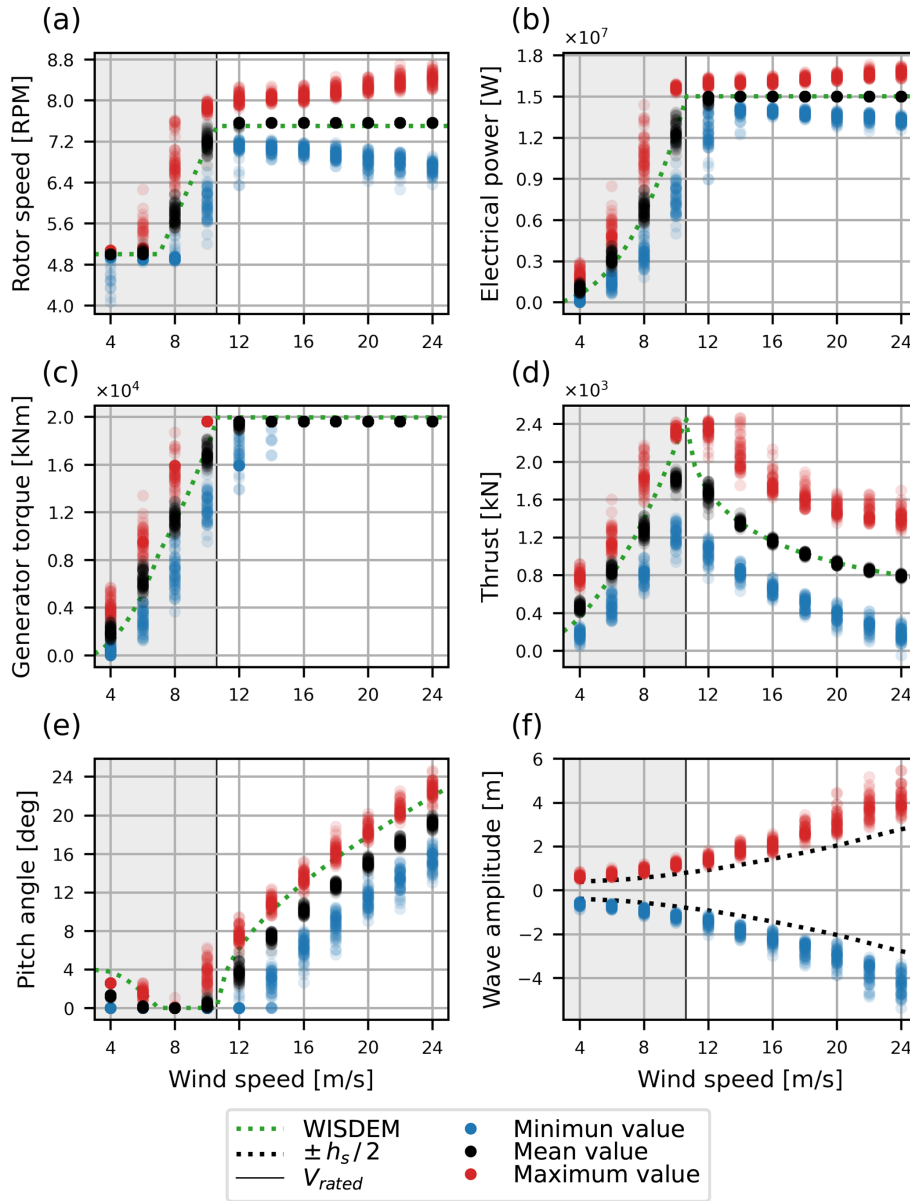 (a) (b)
×10⁷
Rotor speed [RPM]
8.8
8.0
7.2
6.4
5.6
4.8
4.0
4 8 12 16 20 24
Electrical power [W]
1.8
1.5
1.2
0.9
0.6
0.3
0.0
4 8 12 16 20 24
(c) (d)
×10⁴ ×10³
Generator torque [kNm]
2.0
1.6
1.2
0.8
0.4
0.0
4 8 12 16 20 24
Thrust [kN]
2.4
2.0
1.6
1.2
0.8
0.4
0.0
4 8 12 16 20 24
(e) (f)
Pitch angle [deg]
24
20
16
12
8
4
0
4 8 12 16 20 24
Wind speed [m/s]
Wave amplitude [m]
6
4
2
0
−2
−4
4 8 12 16 20 24
Wind speed [m/s]
WISDEM
± hₛ / 2
V_rated
Minimun value
Mean value
Maximum value